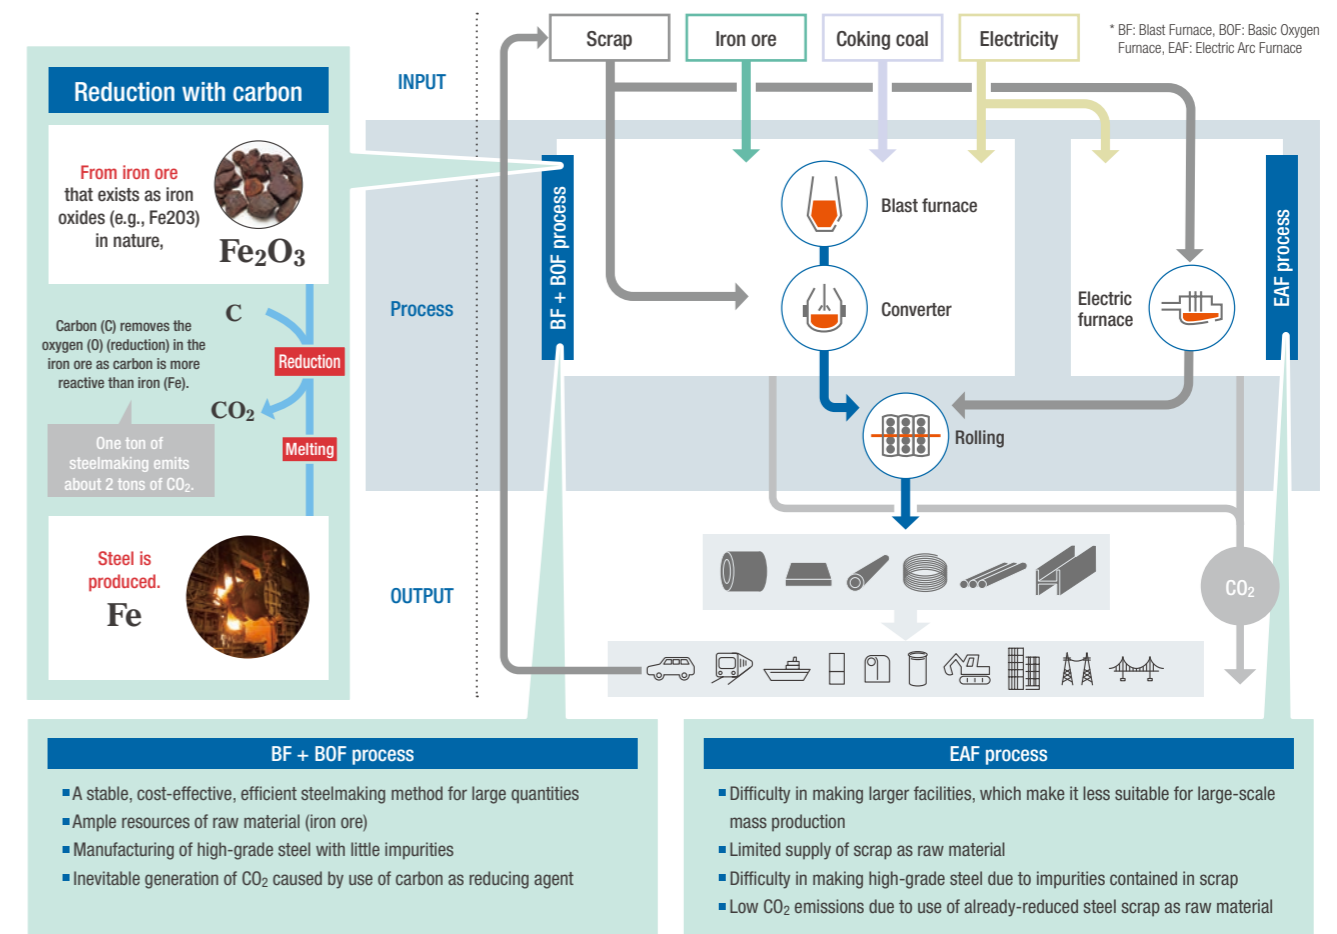 Scrap
Iron ore
Coking coal
Electricity
* BF: Blast Furnace, BOF: Basic Oxygen
Furnace, EAF: Electric Arc Furnace
INPUT
Reduction with carbon
From iron ore
that exists as iron
oxides (e.g., Fe2O3)
in nature,
Fe₂O₃
C
Carbon (C) removes the
oxygen (O) (reduction) in the
iron ore as carbon is more
reactive than iron (Fe).
Reduction
CO₂
One ton of
steelmaking emits
about 2 tons of CO₂.
Melting
Steel is
produced.
Fe
Process
BF + BOF process
Blast furnace
Converter
Electric
furnace
EAF process
Rolling
OUTPUT
CO₂
BF + BOF process
▪ A stable, cost-effective, efficient steelmaking method for large quantities
▪ Ample resources of raw material (iron ore)
▪ Manufacturing of high-grade steel with little impurities
▪ Inevitable generation of CO₂ caused by use of carbon as reducing agent
EAF process
▪ Difficulty in making larger facilities, which make it less suitable for large-scale
mass production
▪ Limited supply of scrap as raw material
▪ Difficulty in making high-grade steel due to impurities contained in scrap
▪ Low CO₂ emissions due to use of already-reduced steel scrap as raw material